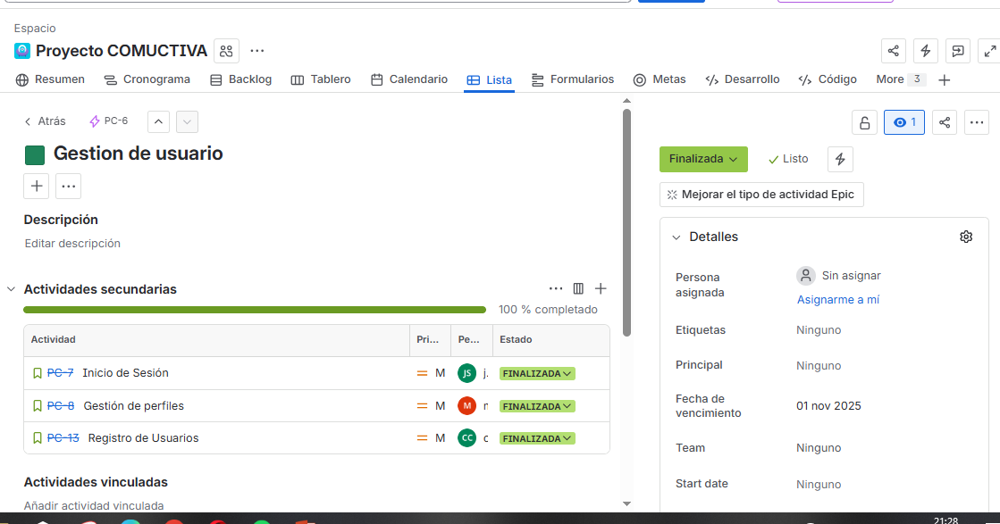 Espacio
Proyecto COMUCTIVA
Resumen Cronograma Backlog Tablero Calendario Lista Formularios Metas Desarrollo Código More 3
Atrás PC-6
1
Gestion de usuario
Finalizada Listo
Mejorar el tipo de actividad Epic
Descripción
Editar descripción
Detalles
Persona asignada Sin asignar
Asignarme a mí
Actividades secundarias
100 % completado
Etiquetas Ninguno
Actividad Pri... Pe... Estado
Principal Ninguno
PC-7 Inicio de Sesión M JS j. FINALIZADA
PC-8 Gestión de perfiles M M FINALIZADA
Fecha de vencimiento 01 nov 2025
PC-13 Registro de Usuarios M CC c FINALIZADA
Team Ninguno
Actividades vinculadas
Start date Ninguno
Añadir actividad vinculada
21:28